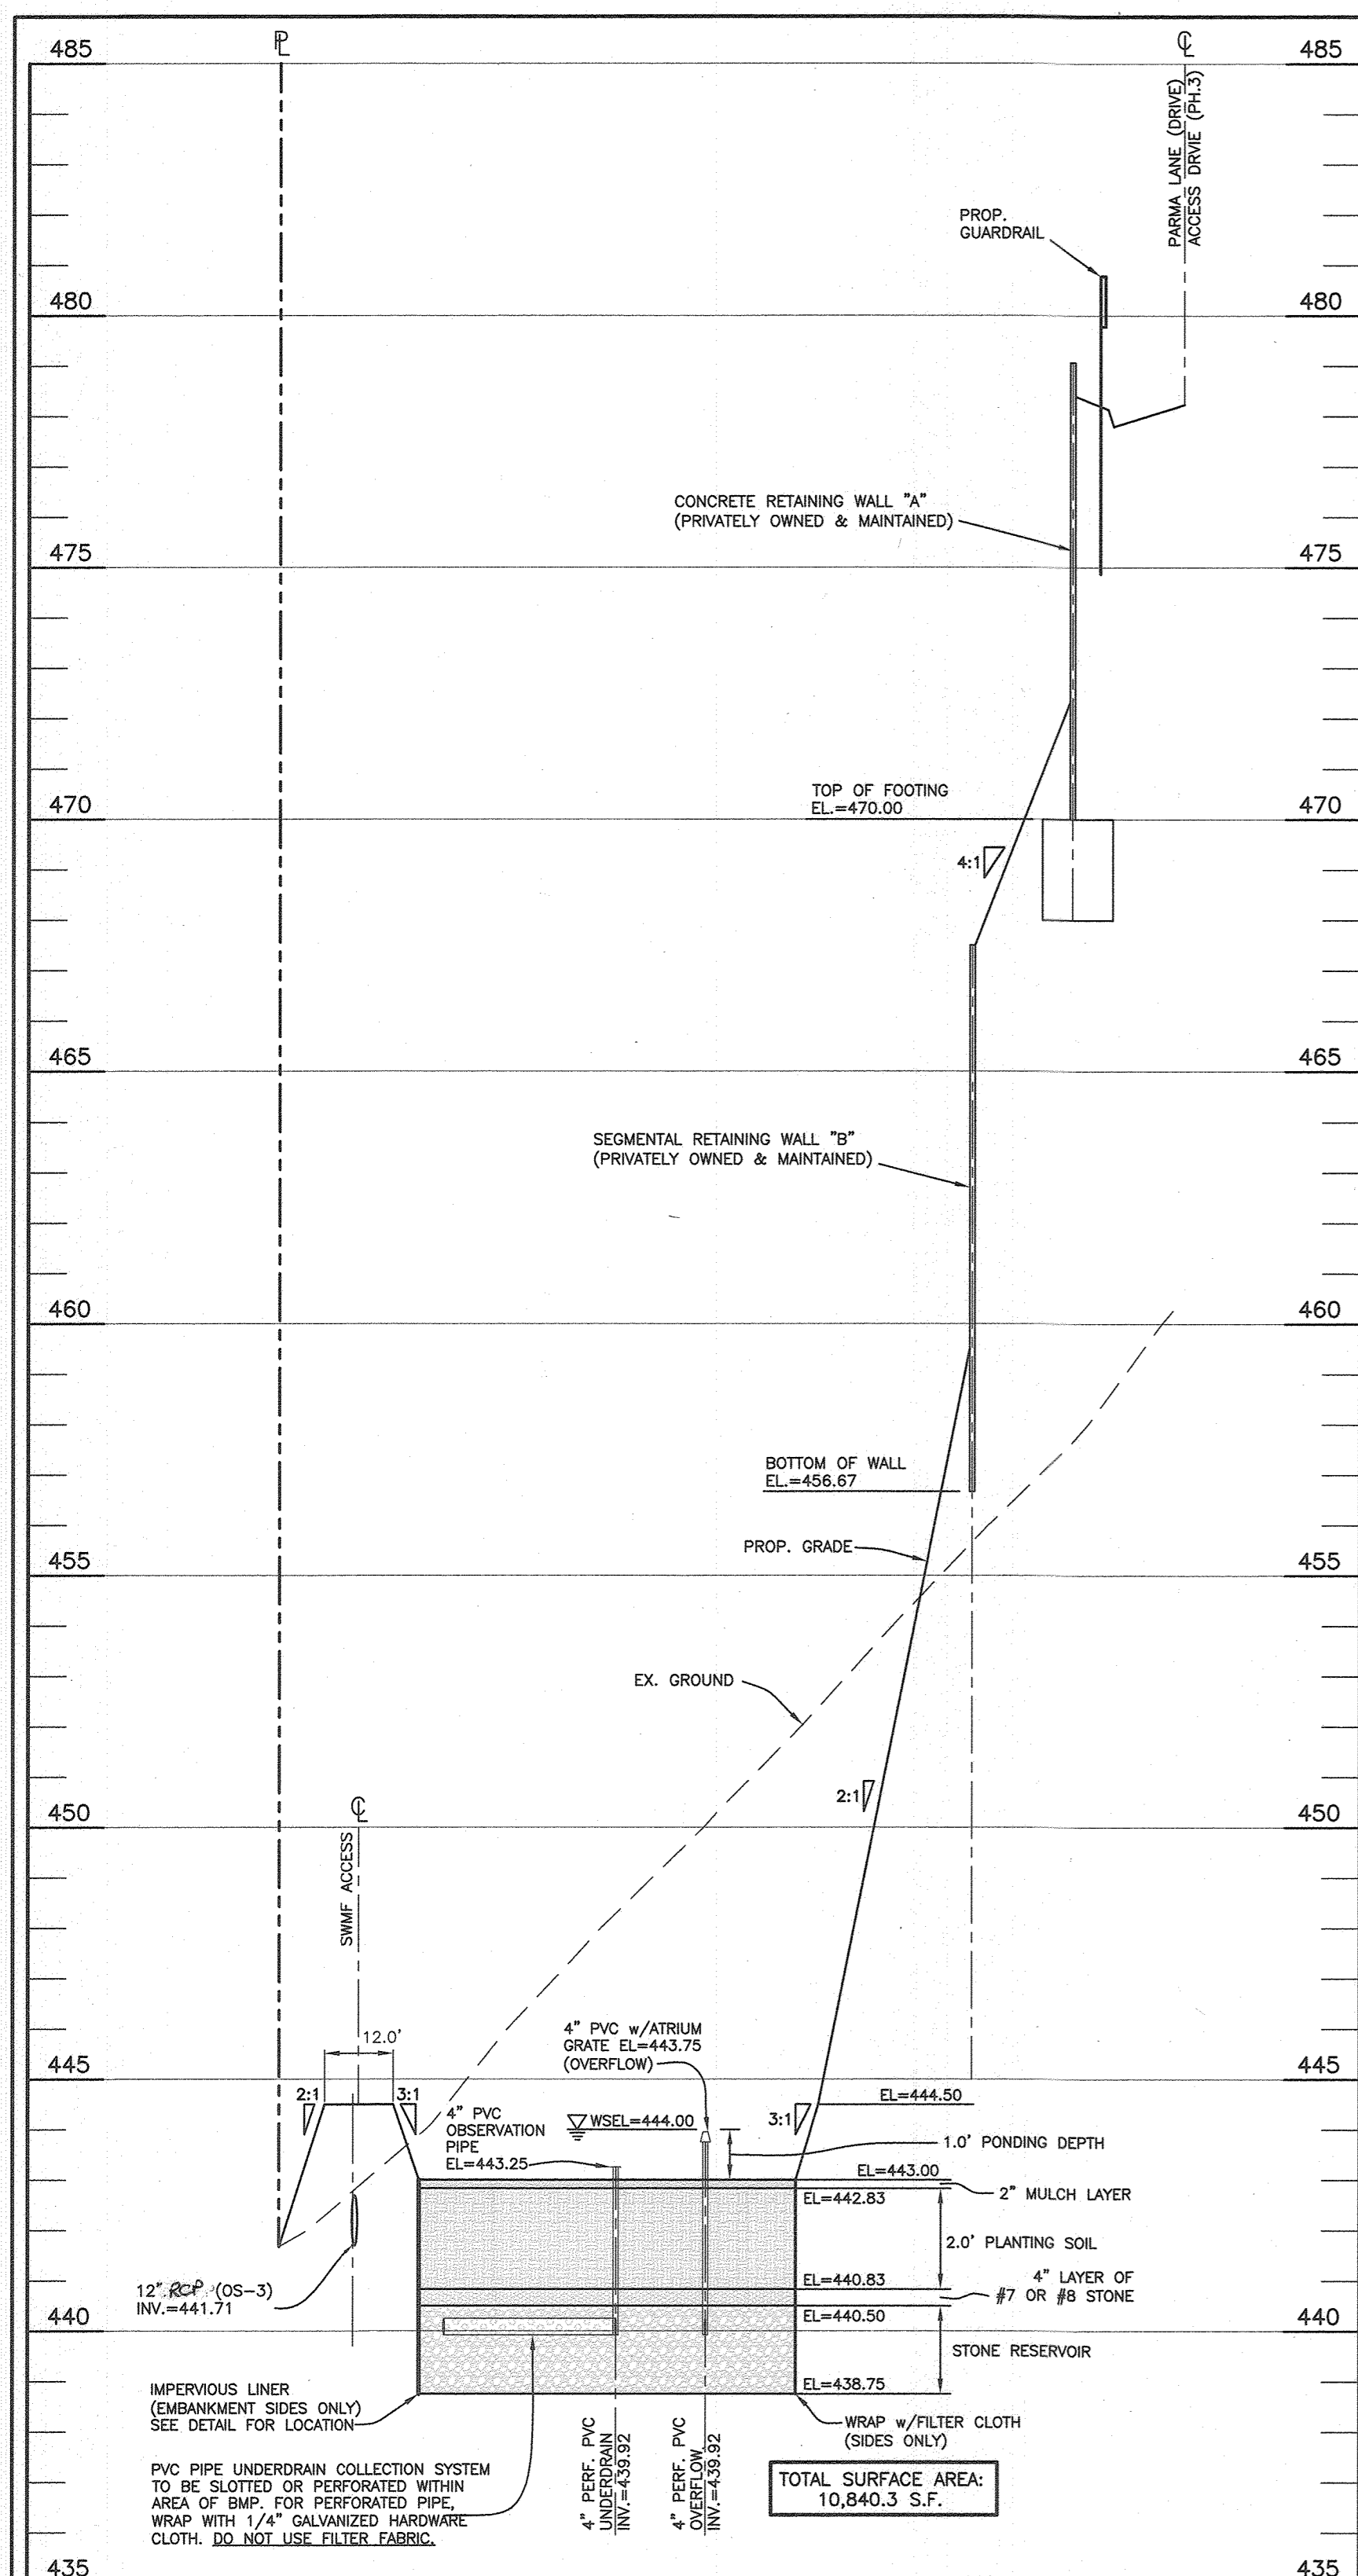 PL
CL
485
485
PARMA LANE (DRIVE)
ACCESS DRVIE (PH.3)
PROP.
GUARDRAIL
480
480
CONCRETE RETAINING WALL "A"
(PRIVATELY OWNED & MAINTAINED)
475
475
TOP OF FOOTING
EL.=470.00
470
470
4:1
465
465
SEGMENTAL RETAINING WALL "B"
(PRIVATELY OWNED & MAINTAINED)
460
460
BOTTOM OF WALL
EL.=456.67
PROP. GRADE
455
455
EX. GROUND
2:1
CL
450
450
SWMF ACCESS
12.0'
4" PVC w/ATRIUM
GRATE EL=443.75
(OVERFLOW)
445
445
2:1
3:1
EL=444.50
4" PVC
OBSERVATION
PIPE
EL=443.25
WSEL=444.00
3:1
1.0' PONDING DEPTH
EL=443.00
2" MULCH LAYER
EL=442.83
2.0' PLANTING SOIL
EL=440.83
4" LAYER OF
#7 OR #8 STONE
12" RCP (OS-3)
INV.=441.71
EL=440.50
440
440
STONE RESERVOIR
EL=438.75
IMPERVIOUS LINER
(EMBANKMENT SIDES ONLY)
SEE DETAIL FOR LOCATION
WRAP w/FILTER CLOTH
(SIDES ONLY)
4" PERF. PVC
UNDERDRAIN
INV.=439.92
4" PERF. PVC
OVERFLOW
INV.=439.92
PVC PIPE UNDERDRAIN COLLECTION SYSTEM
TO BE SLOTTED OR PERFORATED WITHIN
AREA OF BMP. FOR PERFORATED PIPE,
WRAP WITH 1/4" GALVANIZED HARDWARE
CLOTH. DO NOT USE FILTER FABRIC.
TOTAL SURFACE AREA:
10,840.3 S.F.
435
435